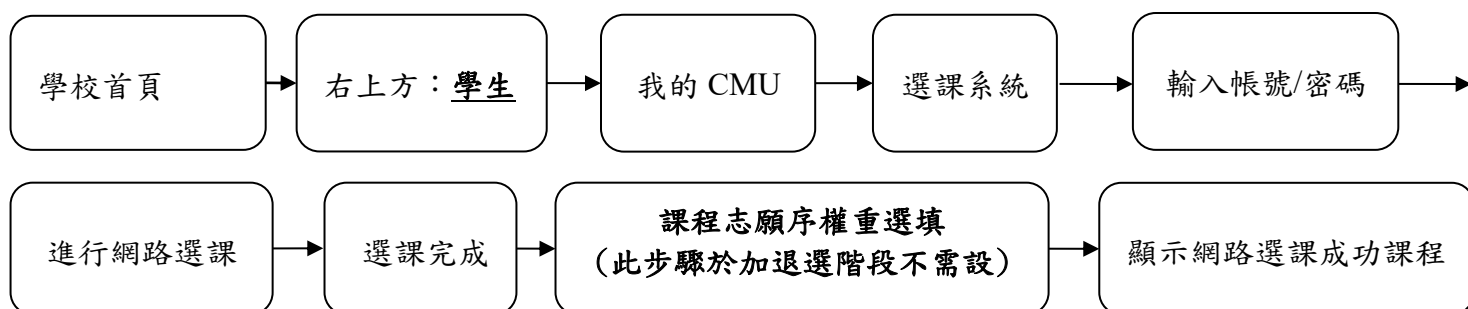 學校首頁
右上方：學生
我的 CMU
選課系統
輸入帳號/密碼
進行網路選課
選課完成
課程志願序權重選填
（此步驟於加退選階段不需設）
顯示網路選課成功課程